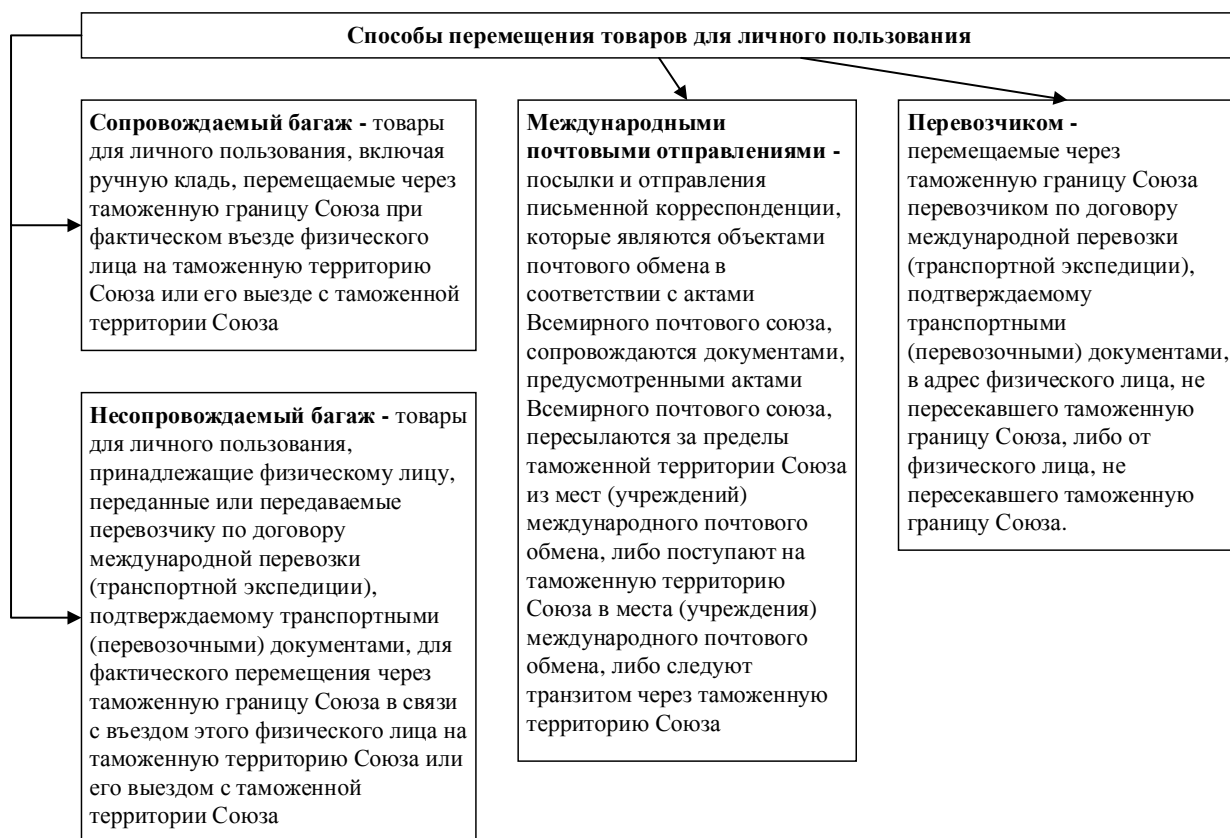 Способы перемещения товаров для личного пользования
Сопровождаемый багаж - товары
для личного пользования, включая
ручную кладь, перемещаемые через
таможенную границу Союза при
фактическом въезде физического
лица на таможенную территорию
Союза или его выезде с таможенной
территории Союза
Несопровождаемый багаж - товары
для личного пользования,
принадлежащие физическому лицу,
переданные или передаваемые
перевозчику по договору
международной перевозки
(транспортной экспедиции),
подтверждаемому транспортными
(перевозочными) документами, для
фактического перемещения через
таможенную границу Союза в связи
с въездом этого физического лица на
таможенную территорию Союза или
его выездом с таможенной
территории Союза
Международными
почтовыми отправлениями -
посылки и отправления
письменной корреспонденции,
которые являются объектами
почтового обмена в
соответствии с актами
Всемирного почтового союза,
сопровождаются документами,
предусмотренными актами
Всемирного почтового союза,
пересылаются за пределы
таможенной территории Союза
из мест (учреждений)
международного почтового
обмена, либо поступают на
таможенную территорию
Союза в места (учреждения)
международного почтового
обмена, либо следуют
транзитом через таможенную
территорию Союза
Перевозчиком -
перемещаемые через
таможенную границу Союза
перевозчиком по договору
международной перевозки
(транспортной экспедиции),
подтверждаемому
транспортными
(перевозочными) документами,
в адрес физического лица, не
пересекавшего таможенную
границу Союза, либо от
физического лица, не
пересекавшего таможенную
границу Союза.